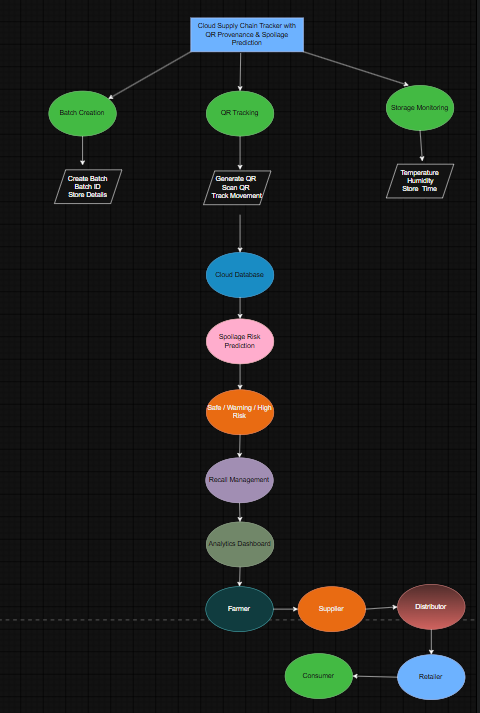 Cloud Supply Chain Tracker with
QR Provenance & Spoilage
Prediction
Batch Creation
QR Tracking
Storage Monitoring
Create Batch
Batch ID
Store Details
Generate QR
Scan QR
Track Movement
Temperature
Humidity
Store Time
Cloud Database
Spoilage Risk
Prediction
Safe / Warning / High
Risk
Recall Management
Analytics Dashboard
Farmer
Supplier
Distributor
Consumer
Retailer